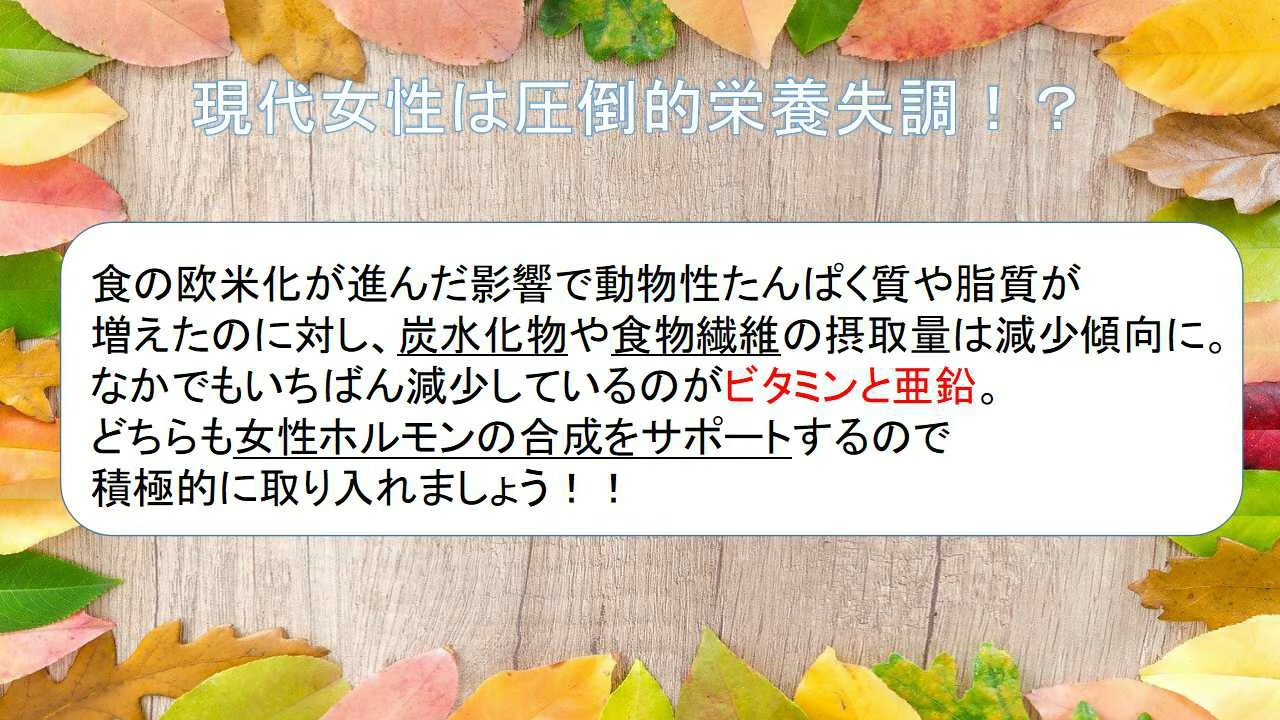 現代女性は圧倒的栄養失調！？
食の欧米化が進んだ影響で動物性たんぱく質や脂質が
増えたのに対し、炭水化物や食物繊維の摂取量は減少傾向に。
なかでもいちばん減少しているのがビタミンと亜鉛。
どちらも女性ホルモンの合成をサポートするので
積極的に取り入れましょう！！